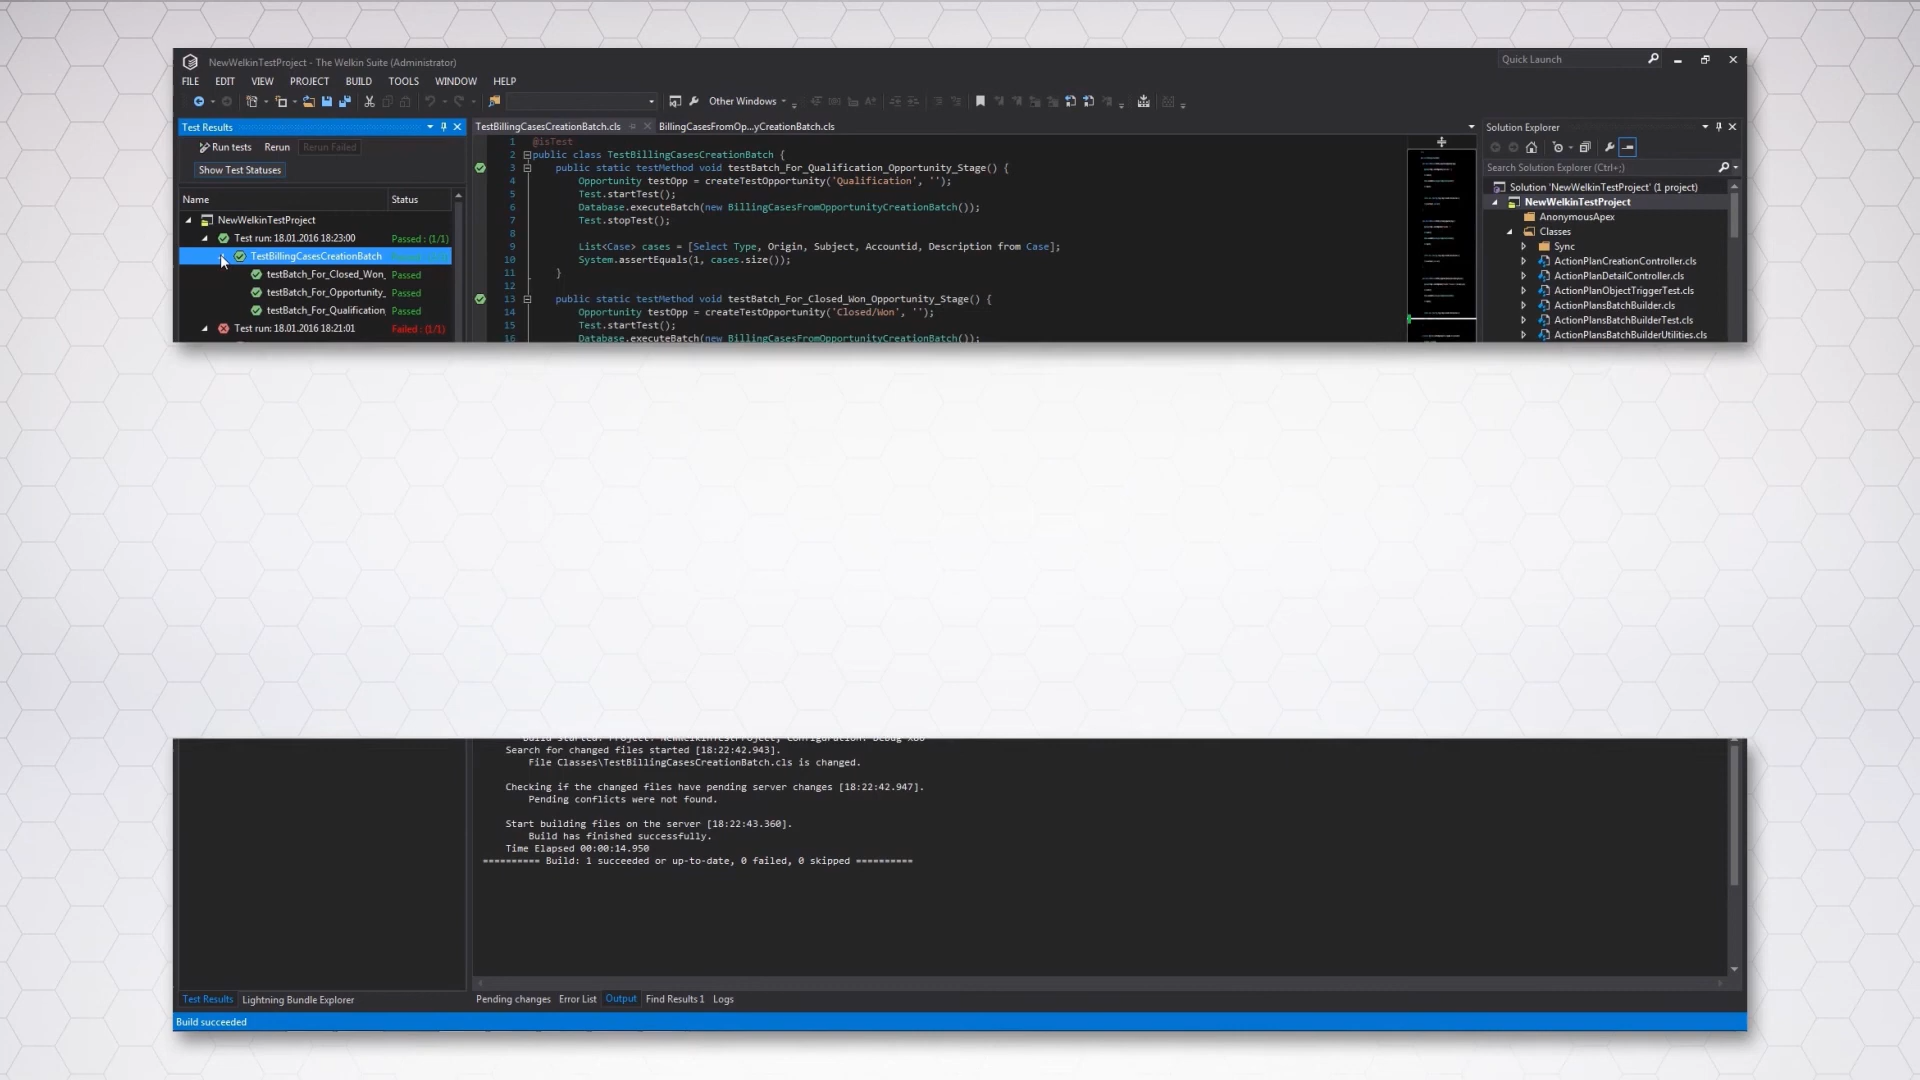 NewWelkinTestProject - The Welkin Suite (Administrator)
Quick Launch
FILE EDIT VIEW PROJECT BUILD TOOLS WINDOW HELP
Other Windows
Test Results
Run tests Rerun Rerun Failed
Show Test Statuses
Name Status
NewWelkinTestProject
Test run: 18.01.2016 18:23:00 Passed : (1/1)
TestBillingCasesCreationBatch
testBatch_For_Closed_Won_ Passed
testBatch_For_Opportunity_ Passed
testBatch_For_Qualification_ Passed
Test run: 18.01.2016 18:21:01 Failed : (1/1)
TestBillingCasesCreationBatch.cls BillingCasesFromOp...yCreationBatch.cls
1 @isTest
2 public class TestBillingCasesCreationBatch {
3 public static testMethod void testBatch_For_Qualification_Opportunity_Stage() {
4 Opportunity testOpp = createTestOpportunity('Qualification', '');
5 Test.startTest();
6 Database.executeBatch(new BillingCasesFromOpportunityCreationBatch());
7 Test.stopTest();
8
9 List<Case> cases = [Select Type, Origin, Subject, Accountid, Description from Case];
10 System.assertEquals(1, cases.size());
11 }
12
13 public static testMethod void testBatch_For_Closed_Won_Opportunity_Stage() {
14 Opportunity testOpp = createTestOpportunity('Closed/Won', '');
15 Test.startTest();
16 Database.executeBatch(new BillingCasesFromOpportunityCreationBatch());
Solution Explorer
Search Solution Explorer (Ctrl+;)
Solution 'NewWelkinTestProject' (1 project)
NewWelkinTestProject
AnonymousApex
Classes
Sync
ActionPlanCreationController.cls
ActionPlanDetailController.cls
ActionPlanObjectTriggerTest.cls
ActionPlansBatchBuilder.cls
ActionPlansBatchBuilderTest.cls
ActionPlansBatchBuilderUtilities.cls
Build started: Project: NewWelkinTestProject, Configuration: Debug x86
Search for changed files started [18:22:42.943].
File Classes\TestBillingCasesCreationBatch.cls is changed.
Checking if the changed files have pending server changes [18:22:42.947].
Pending conflicts were not found.
Start building files on the server [18:22:43.360].
Build has finished successfully.
Time Elapsed 00:00:14.950
========== Build: 1 succeeded or up-to-date, 0 failed, 0 skipped ==========
Test Results Lightning Bundle Explorer
Pending changes Error List Output Find Results 1 Logs
Build succeeded